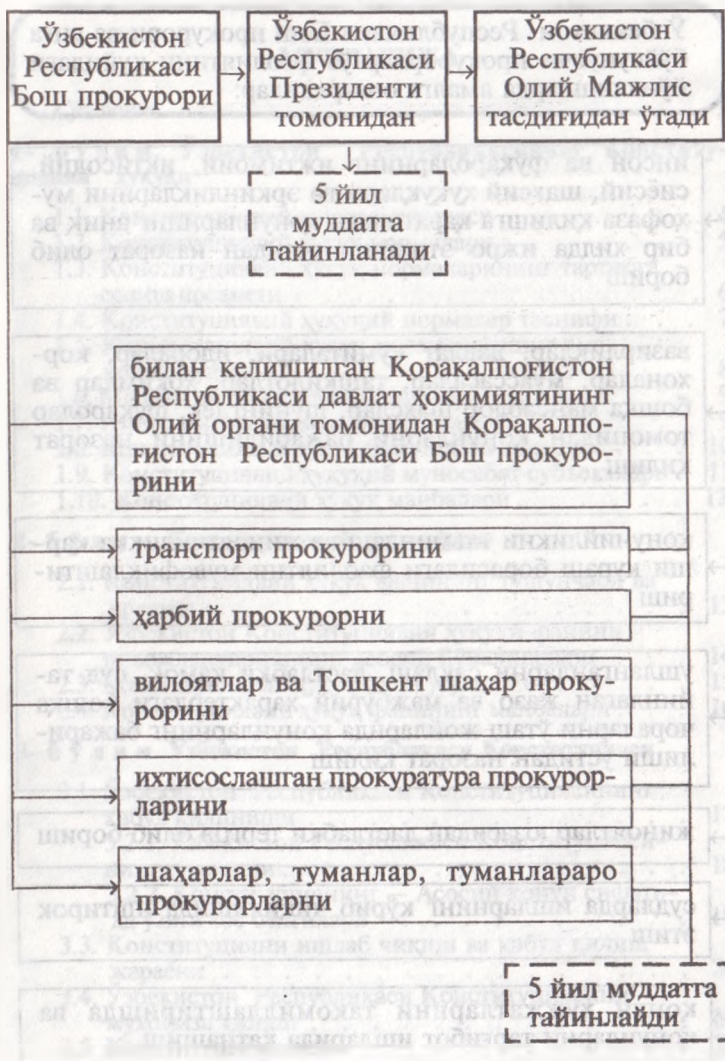 Ўзбекистон
Республикаси
Бош прокурори
Ўзбекистон
Республикаси
Президенти
томонидан
Ўзбекистон
Республикаси
Олий Мажлис
тасдиғидан ўтади
5 йил
муддатга
тайинланади
билан келишилган Қорақалпоғистон
Республикаси давлат ҳокимиятининг
Олий органи томонидан Қорақалпо-
ғистон Республикаси Бош прокуро-
рини
транспорт прокурорини
ҳарбий прокурорни
вилоятлар ва Тошкент шаҳар проку-
рорини
ихтисослашган прокуратура прокурор-
ларини
шаҳарлар, туманлар, туманлараро
прокурорларни
5 йил муддатга
тайинлайди